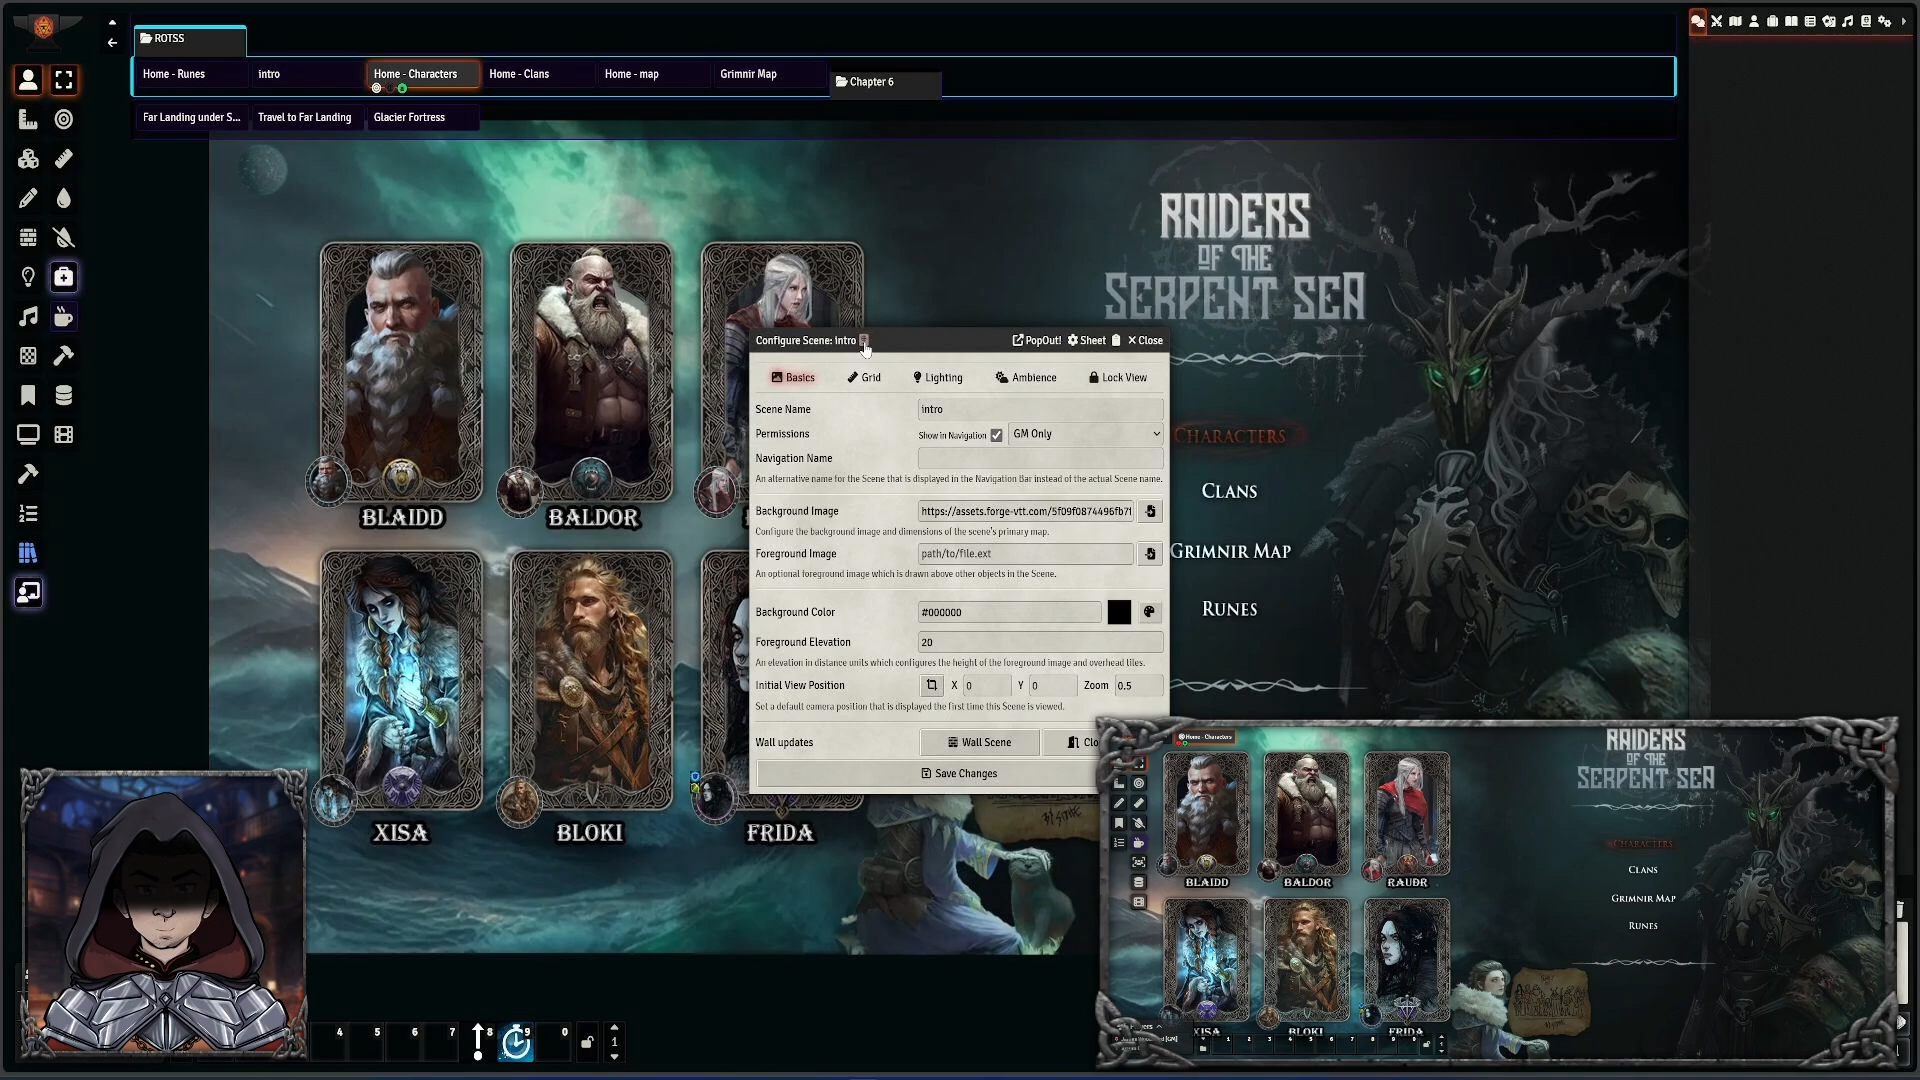 ROTSS
Home - Runes
intro
Home - Characters
Home - Clans
Home - map
Grimnir Map
Chapter 6
Far Landing under S...
Travel to Far Landing
Glacier Fortress
RAIDERS
OF THE
SERPENT SEA
CHARACTERS
CLANS
GRIMNIR MAP
RUNES
BLAIDD
BALDOR
XISA
BLOKI
FRIDA
Configure Scene: intro
PopOut!
Sheet
Close
Basics
Grid
Lighting
Ambience
Lock View
Scene Name
intro
Permissions
Show in Navigation
GM Only
Navigation Name
An alternative name for the Scene that is displayed in the Navigation Bar instead of the actual Scene name.
Background Image
https://assets.forge-vtt.com/5f09f0874496fb7f
Configure the background image and dimensions of the scene's primary map.
Foreground Image
path/to/file.ext
An optional foreground image which is drawn above other objects in the Scene.
Background Color
#000000
Foreground Elevation
20
An elevation in distance units which configures the height of the foreground image and overhead tiles.
Initial View Position
X
0
Y
0
Zoom
0.5
Set a default camera position that is displayed the first time this Scene is viewed.
Wall updates
Wall Scene
Clo
Save Changes
Home - Characters
RAIDERS
OF THE
SERPENT SEA
CHARACTERS
CLANS
GRIMNIR MAP
RUNES
BLAIDD
BALDOR
RAUÐR
XISA
BLOKI
FRIDA
4
5
6
7
8
9
0
1